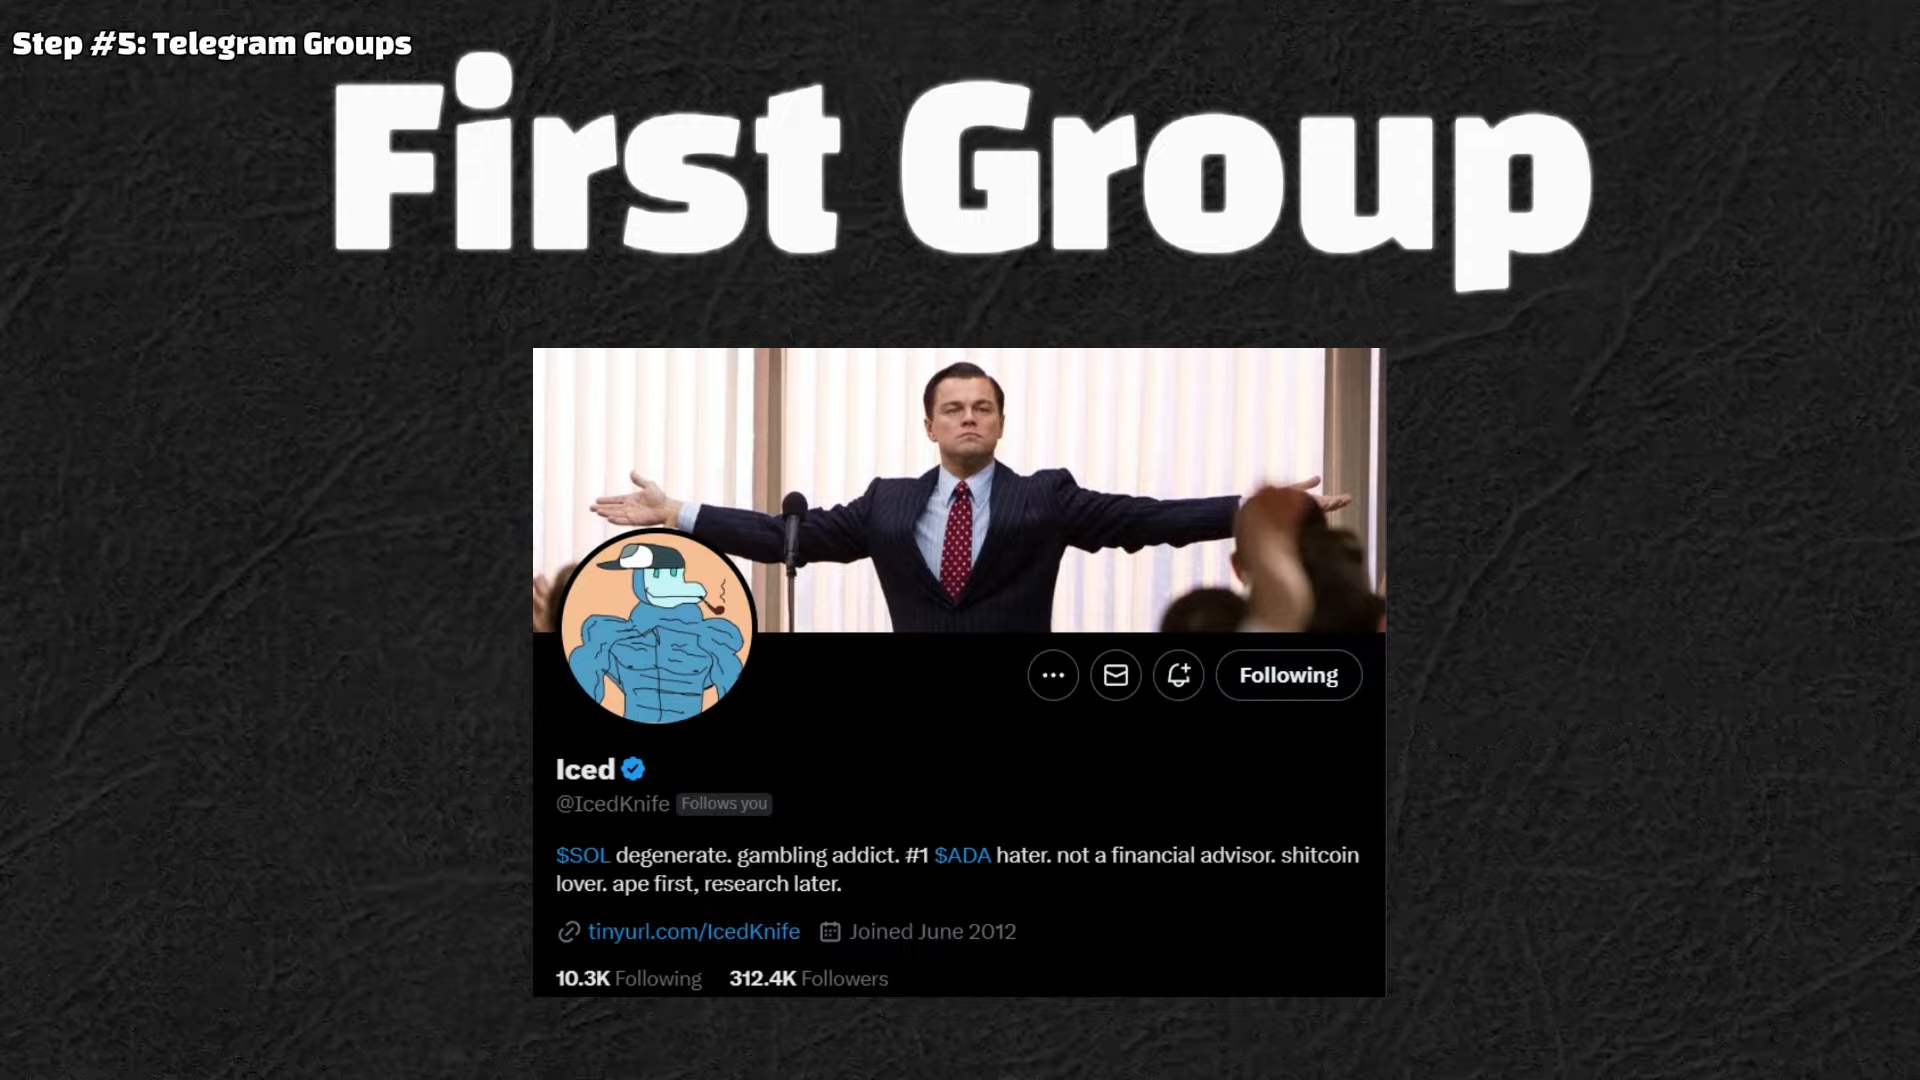 Step #5: Telegram Groups
First Group
Following
Iced
@IcedKnife Follows you
$SOL degenerate. gambling addict. #1 $ADA hater. not a financial advisor. shitcoin
lover. ape first, research later.
tinyurl.com/IcedKnife Joined June 2012
10.3K Following 312.4K Followers